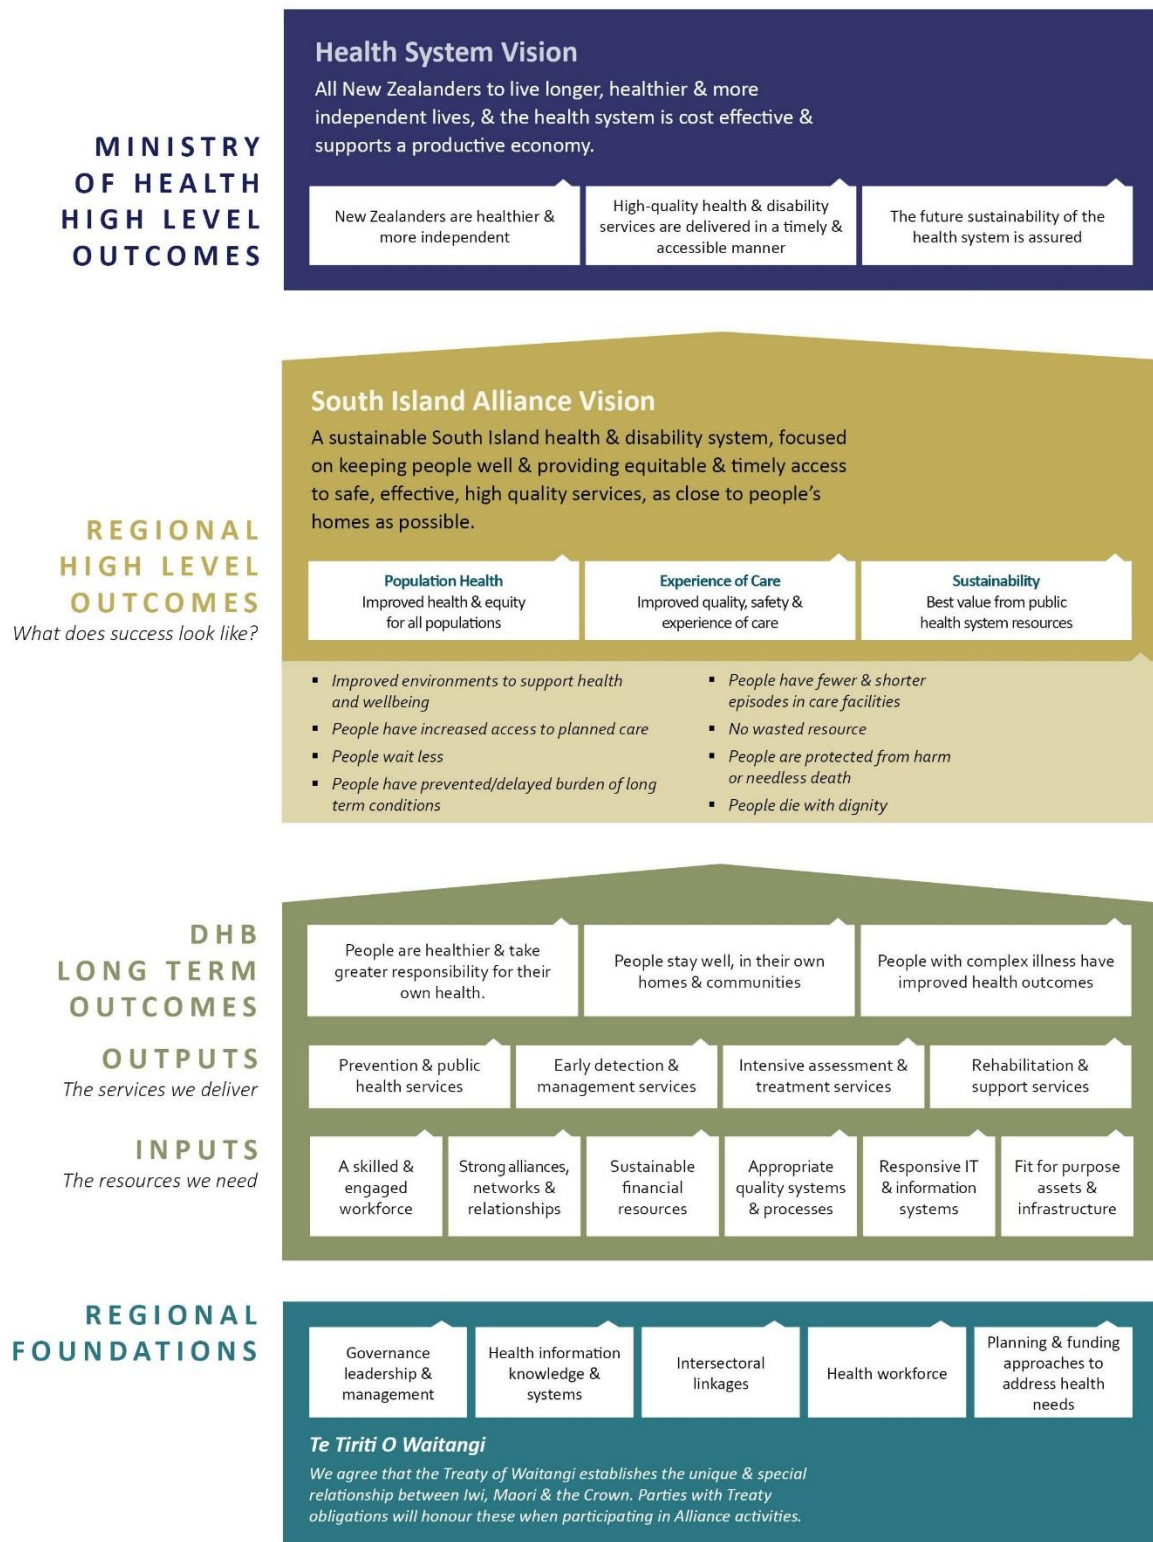 MINISTRY
OF HEALTH
HIGH LEVEL
OUTCOMES
Health System Vision
All New Zealanders to live longer, healthier & more
independent lives, & the health system is cost effective &
supports a productive economy.
New Zealanders are healthier &
more independent
High-quality health & disability
services are delivered in a timely &
accessible manner
The future sustainability of the
health system is assured
REGIONAL
HIGH LEVEL
OUTCOMES
What does success look like?
South Island Alliance Vision
A sustainable South Island health & disability system, focused
on keeping people well & providing equitable & timely access
to safe, effective, high quality services, as close to people's
homes as possible.
Population Health
Improved health & equity
for all populations
Experience of Care
Improved quality, safety &
experience of care
Sustainability
Best value from public
health system resources
▪ Improved environments to support health
and wellbeing
▪ People have increased access to planned care
▪ People wait less
▪ People have prevented/delayed burden of long
term conditions
▪ People have fewer & shorter
episodes in care facilities
▪ No wasted resource
▪ People are protected from harm
or needless death
▪ People die with dignity
DHB
LONG TERM
OUTCOMES
People are healthier & take
greater responsibility for their
own health.
People stay well, in their own
homes & communities
People with complex illness have
improved health outcomes
OUTPUTS
The services we deliver
Prevention & public
health services
Early detection &
management services
Intensive assessment &
treatment services
Rehabilitation &
support services
INPUTS
The resources we need
A skilled &
engaged
workforce
Strong alliances,
networks &
relationships
Sustainable
financial
resources
Appropriate
quality systems
& processes
Responsive IT
& information
systems
Fit for purpose
assets &
infrastructure
REGIONAL
FOUNDATIONS
Governance
leadership &
management
Health information
knowledge &
systems
Intersectoral
linkages
Health workforce
Planning & funding
approaches to
address health
needs
Te Tiriti O Waitangi
We agree that the Treaty of Waitangi establishes the unique & special
relationship between Iwi, Maori & the Crown. Parties with Treaty
obligations will honour these when participating in Alliance activities.